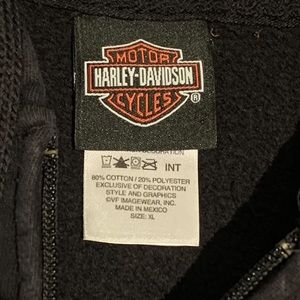 MOTOR
HARLEY-DAVIDSON
CYCLES
®
DECORATION
INT
80% COTTON / 20% POLYESTER
EXCLUSIVE OF DECORATION
STYLE AND GRAPHICS
©VF IMAGEWEAR, INC.
MADE IN MEXICO
SIZE: XL